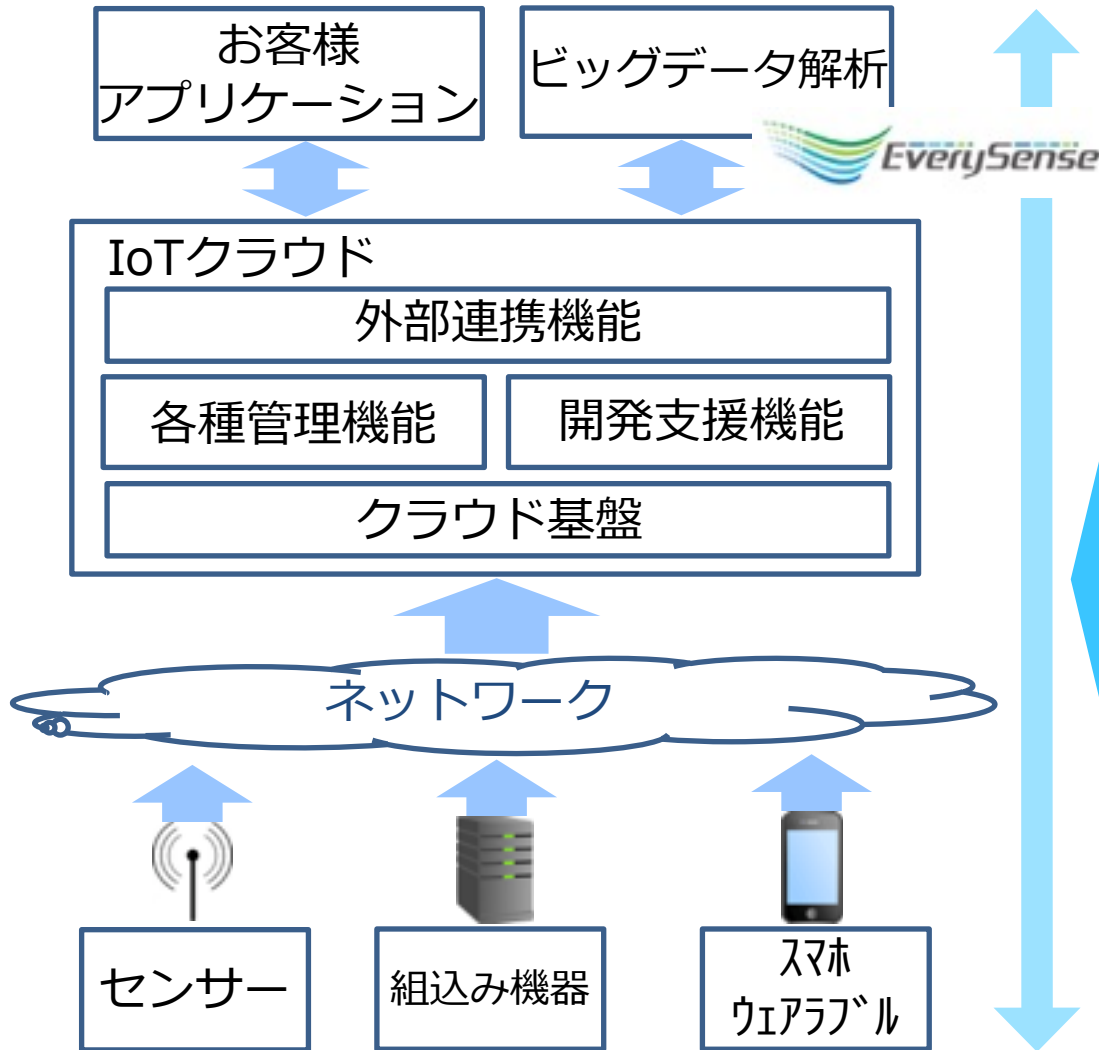 お客様
アプリケーション
ビッグデータ解析
EverySense
IoTクラウド
外部連携機能
各種管理機能
開発支援機能
クラウド基盤
ネットワーク
センサー
組込み機器
ｽﾏﾎ
ｳｪｱﾗﾌﾞﾙ